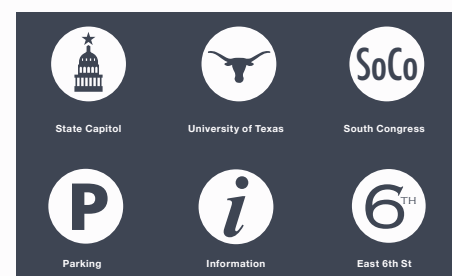 SoCo
State Capitol
University of Texas
South Congress
P
i
6TH
Parking
Information
East 6th St